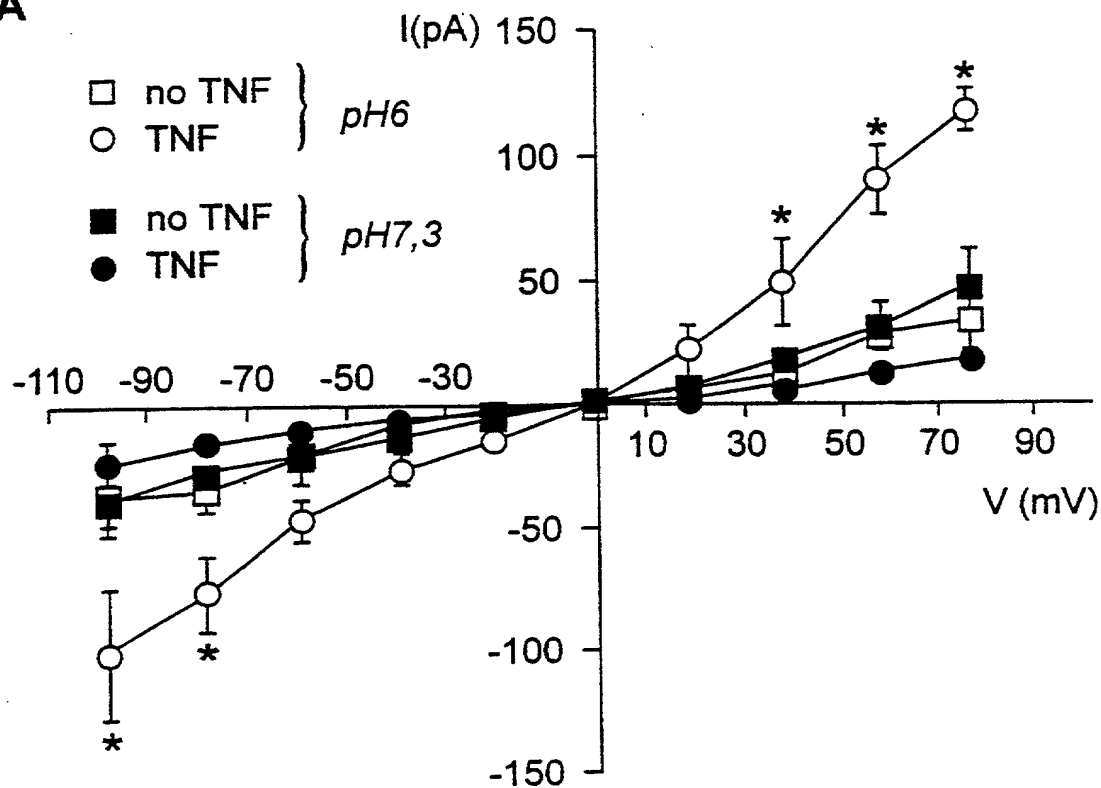 A
I(pA) 150
no TNF
TNF
pH6
no TNF
TNF
pH7,3
100
50
-110 -90 -70 -50 -30
10 30 50 70 90
V (mV)
-50
-100
-150
* * *
*
*